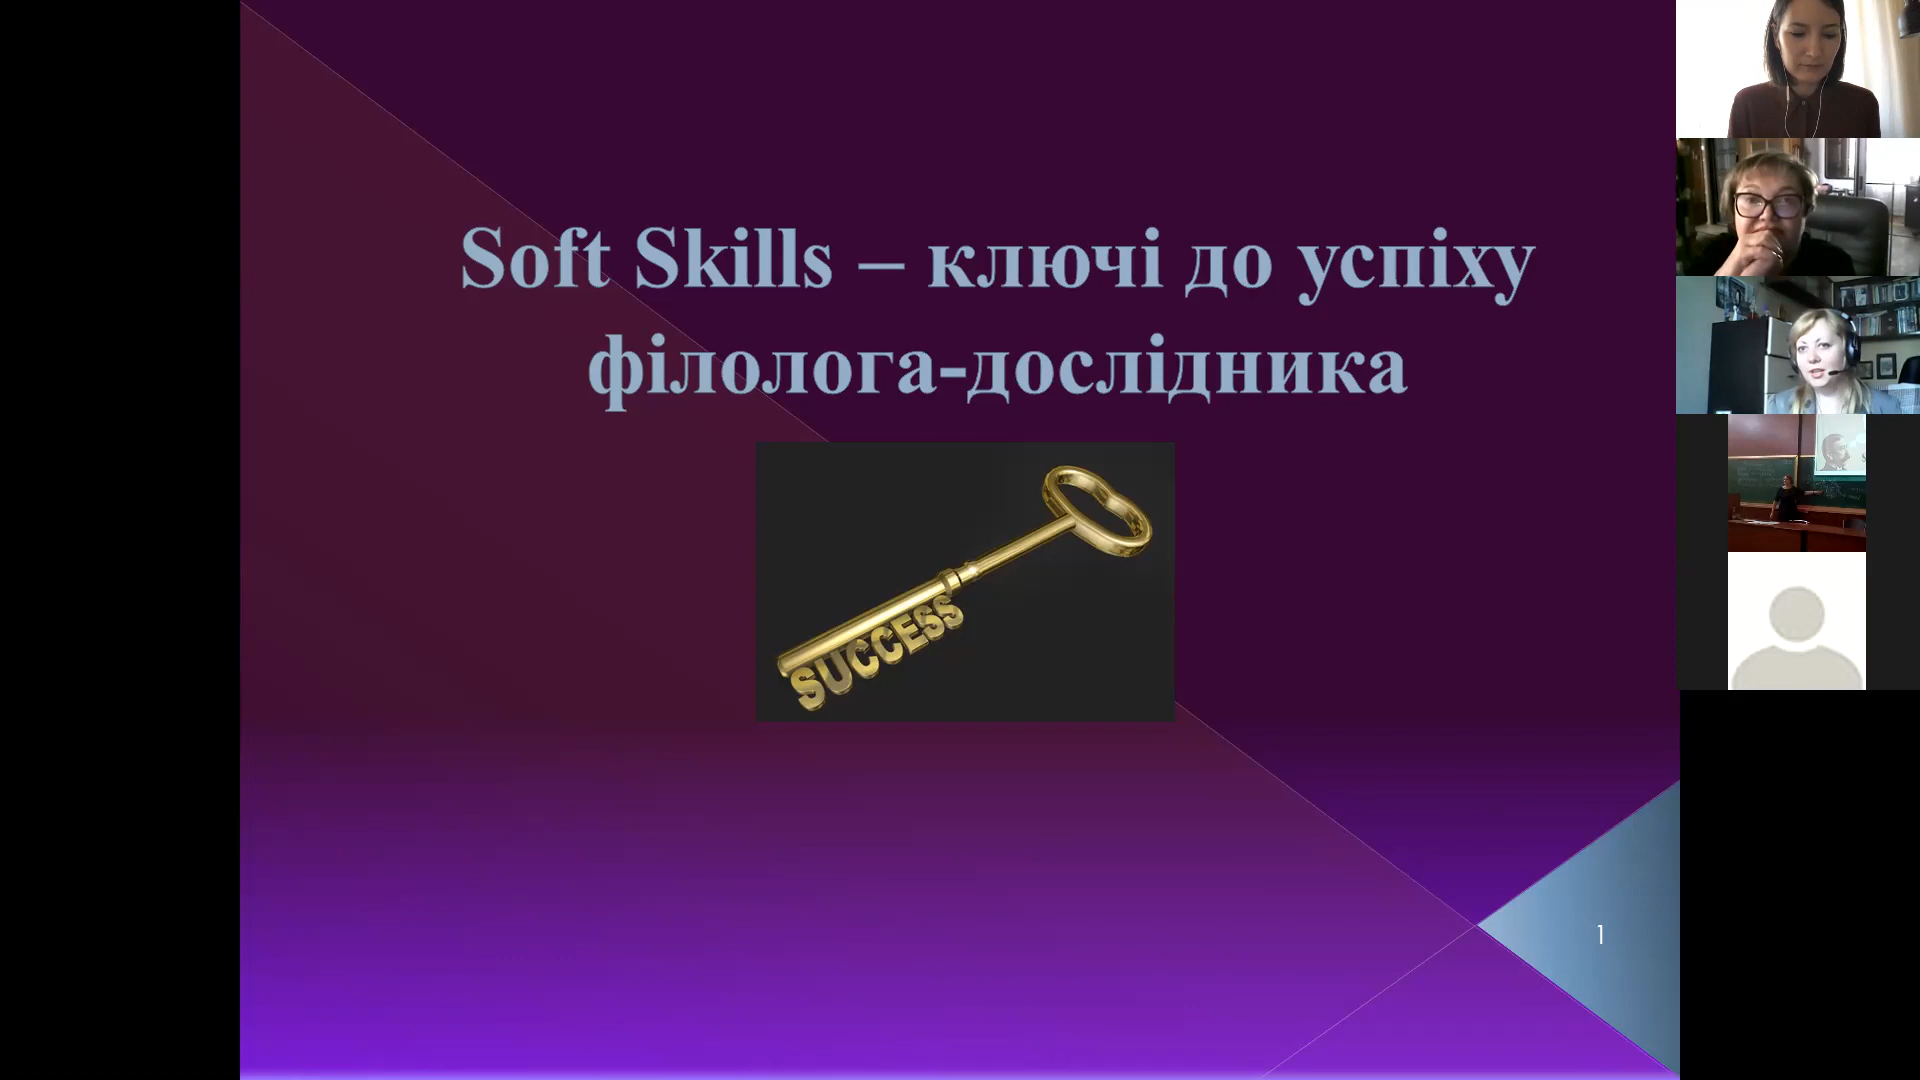 Soft Skills – ключі до успіху
філолога-дослідника
SUCCESS
1